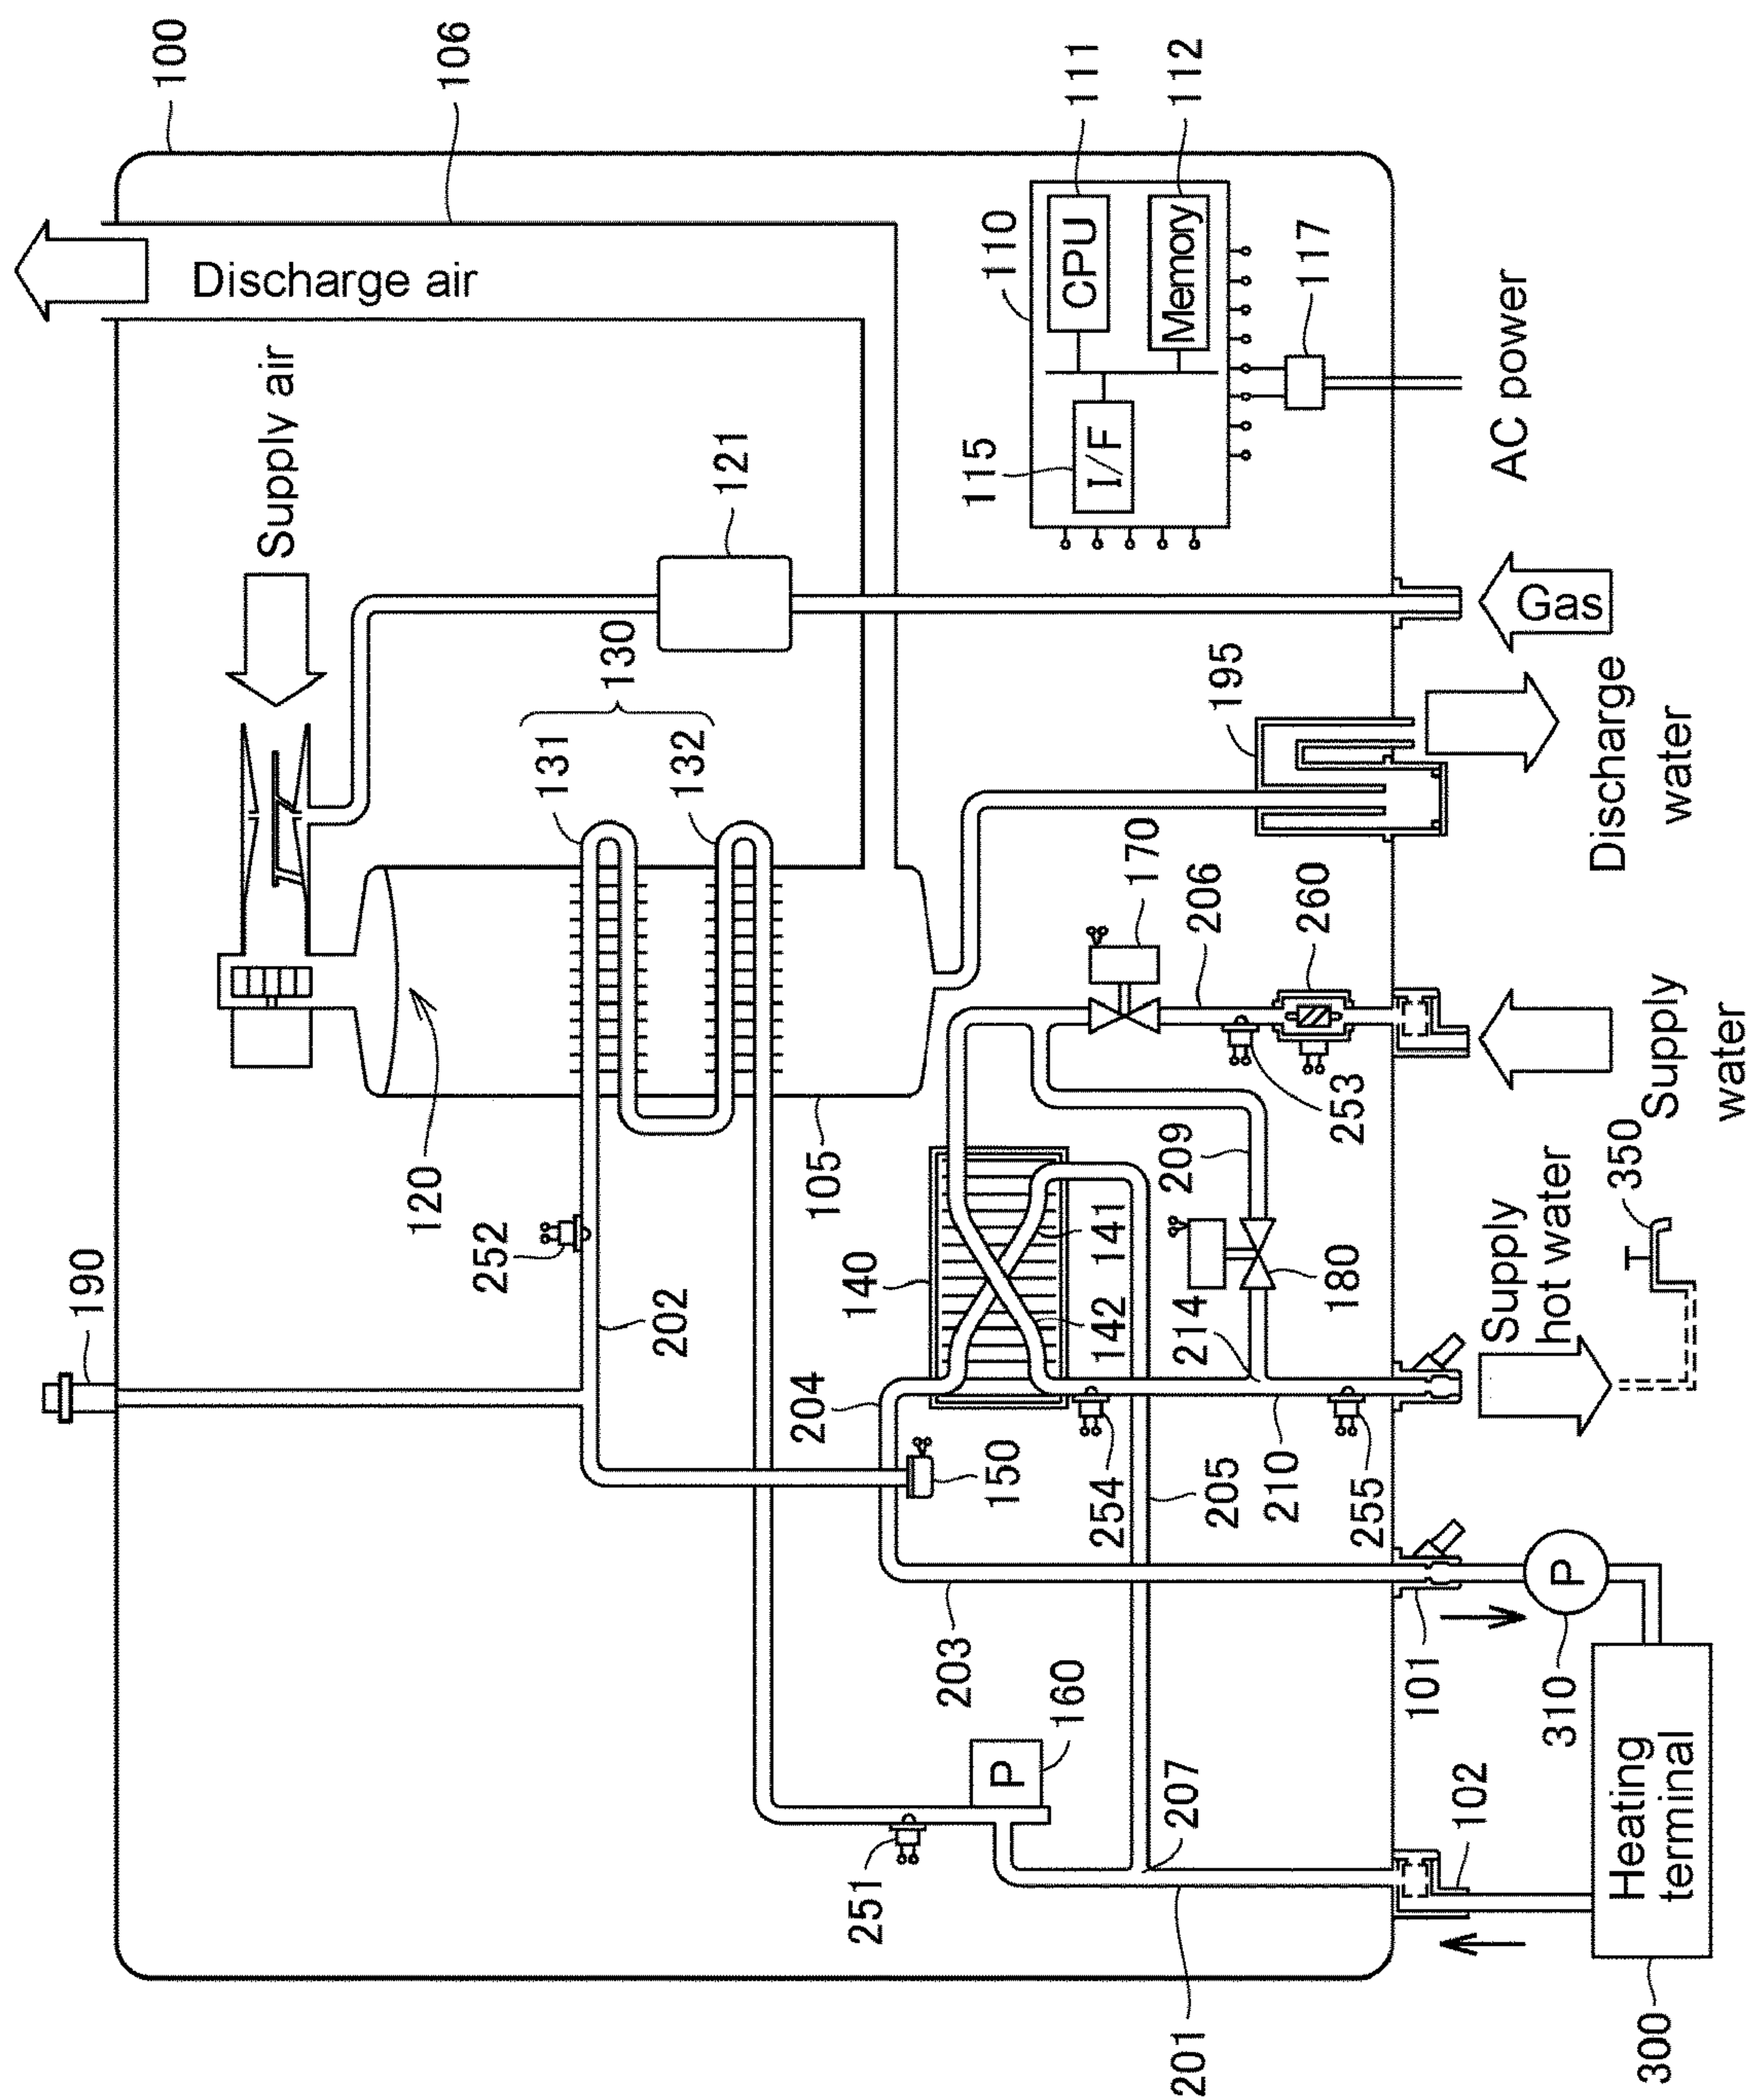 100
106
Discharge air
Supply air
111
112
110
CPU
Memory
115
I/F
117
AC power
121
130
131
132
Gas
195
Discharge
water
170
206
260
253
Supply
water
120
105
209
180
140
141
142
214
Supply
hot water
350
190
252
202
204
150
254
205
210
255
203
160
P
101
P
310
207
102
251
201
Heating
terminal
300